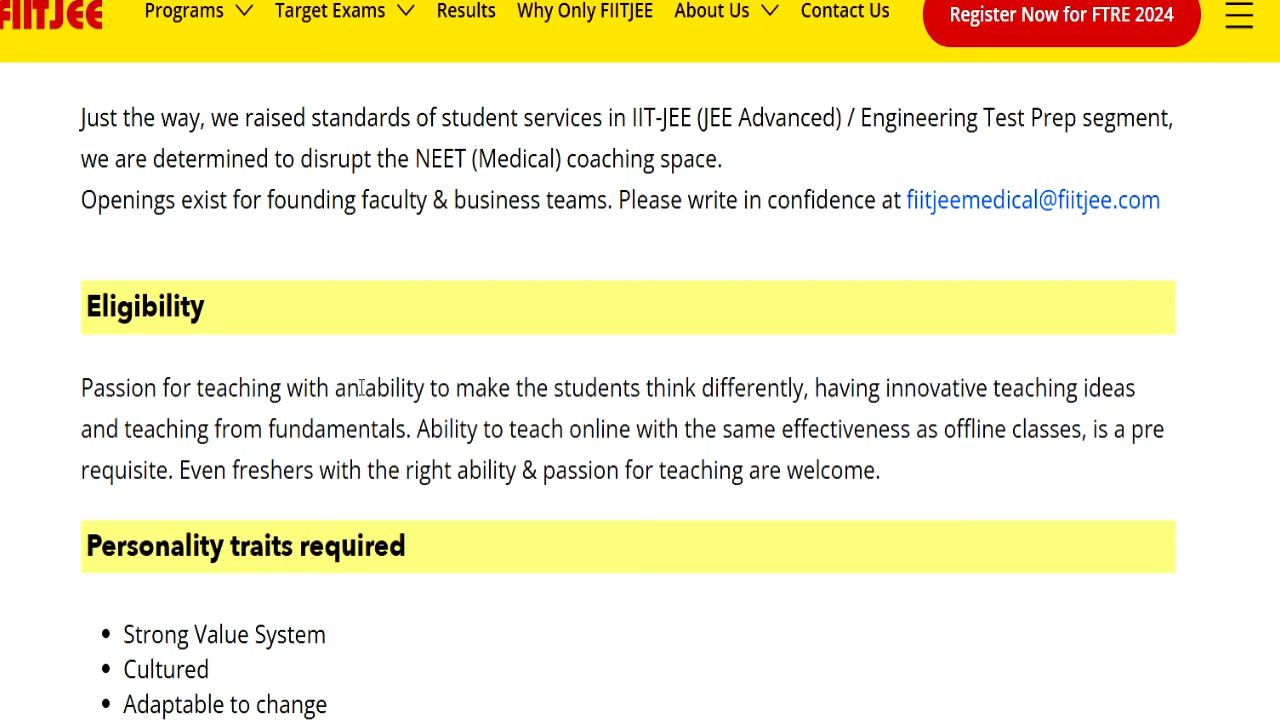 FIITJEE
Programs Target Exams Results Why Only FIITJEE About Us Contact Us Register Now for FTRE 2024
Just the way, we raised standards of student services in IIT-JEE (JEE Advanced) / Engineering Test Prep segment,
we are determined to disrupt the NEET (Medical) coaching space.
Openings exist for founding faculty & business teams. Please write in confidence at fiitjeemedical@fiitjee.com
Eligibility
Passion for teaching with an ability to make the students think differently, having innovative teaching ideas
and teaching from fundamentals. Ability to teach online with the same effectiveness as offline classes, is a pre
requisite. Even freshers with the right ability & passion for teaching are welcome.
Personality traits required
• Strong Value System
• Cultured
• Adaptable to change